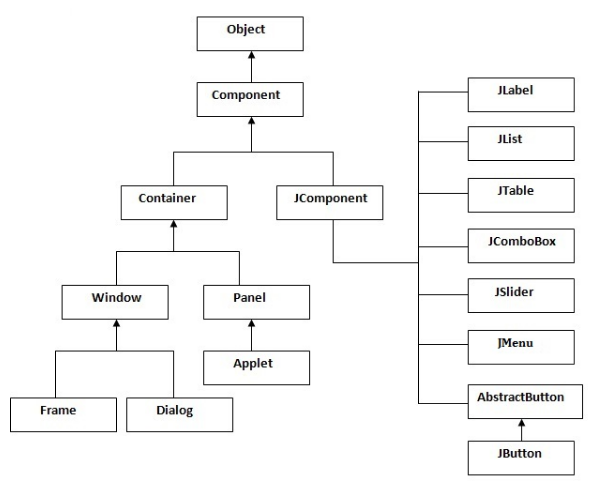 Object
Component
Container
JComponent
Window
Panel
Applet
Frame
Dialog
JLabel
JList
JTable
JComboBox
JSlider
JMenu
AbstractButton
JButton